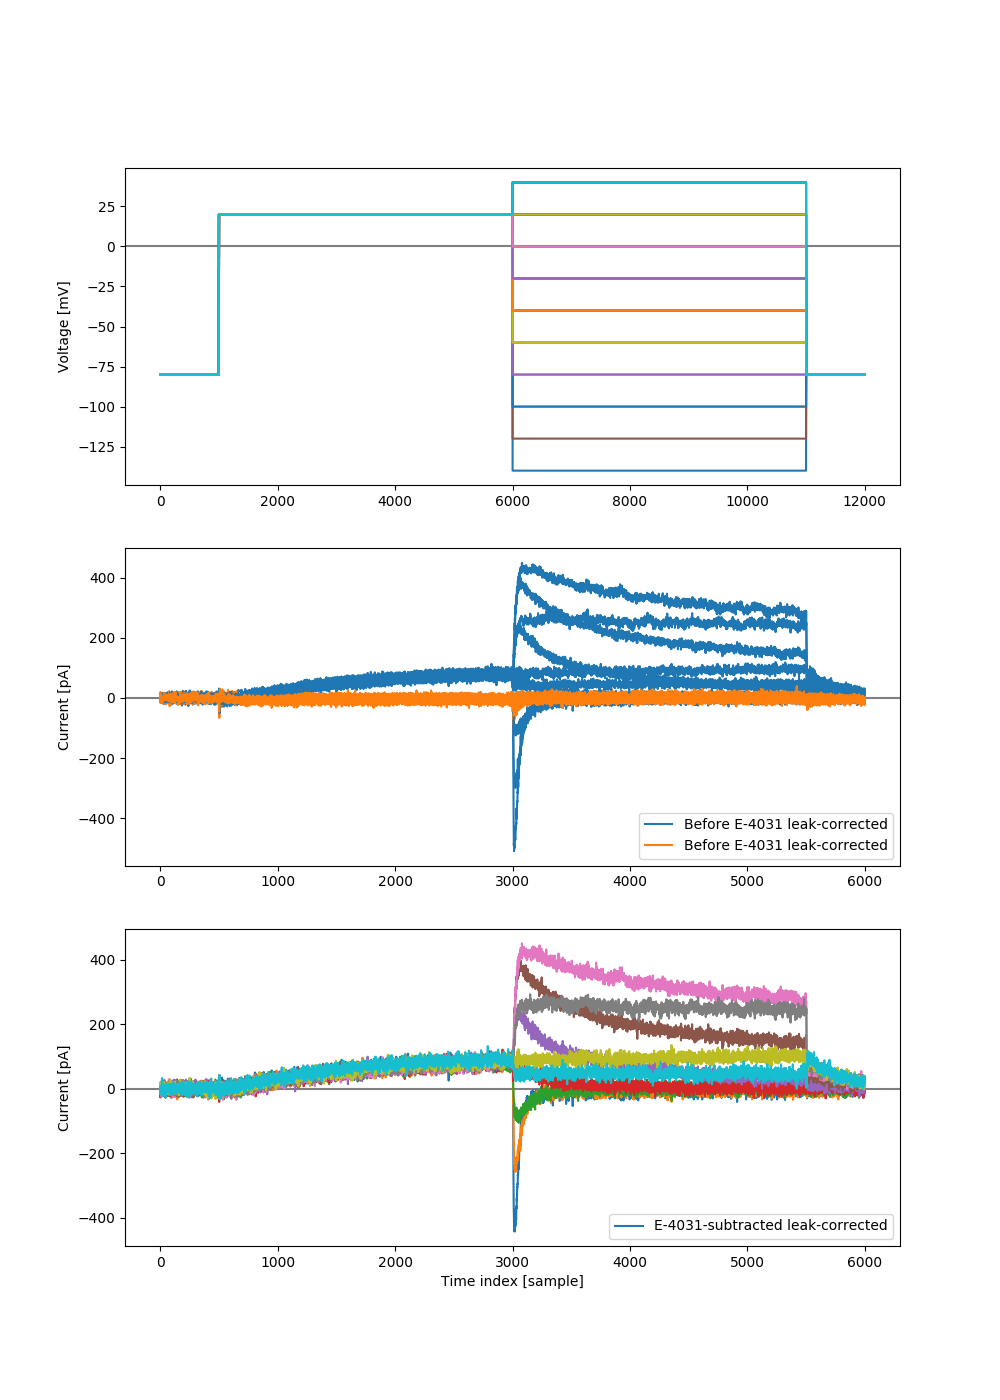 25
0
−25
−50
−75
−100
−125
Voltage [mV]
0 2000 4000 6000 8000 10000 12000
400
200
0
−200
−400
Current [pA]
Before E-4031 leak-corrected
Before E-4031 leak-corrected
0 1000 2000 3000 4000 5000 6000
400
200
0
−200
−400
Current [pA]
E-4031-subtracted leak-corrected
0 1000 2000 3000 4000 5000 6000
Time index [sample]